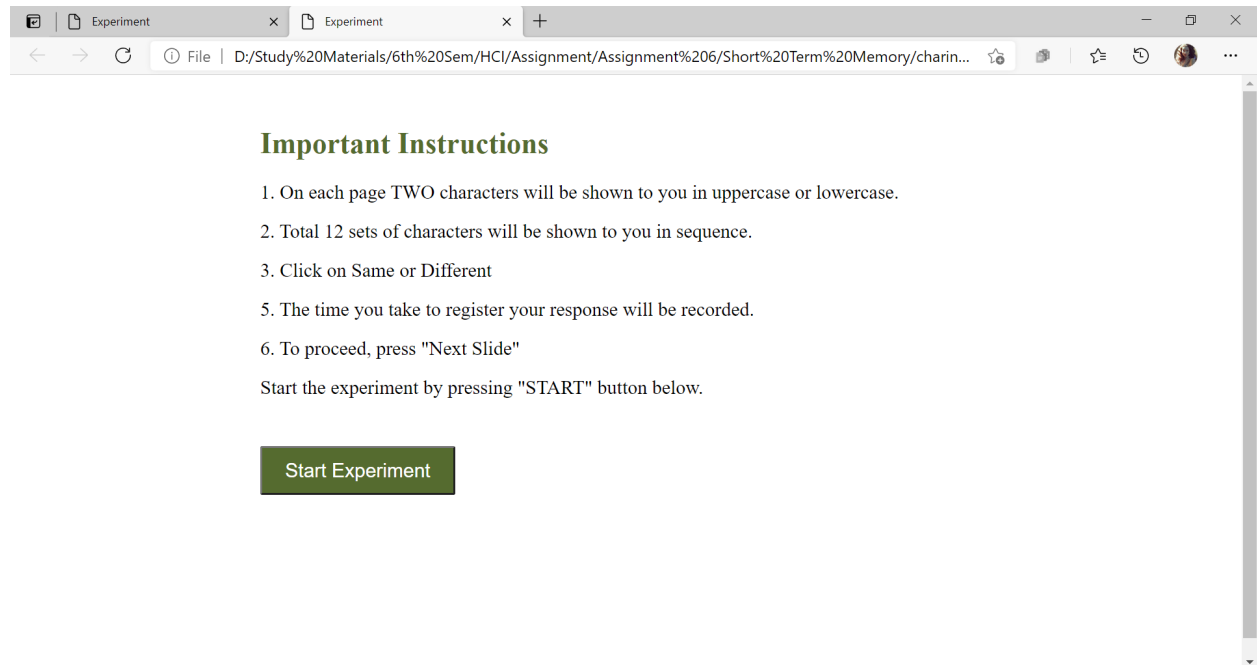 Experiment
Experiment
File
D:/Study%20Materials/6th%20Sem/HCI/Assignment/Assignment%206/Short%20Term%20Memory/charin...
Important Instructions
1. On each page TWO characters will be shown to you in uppercase or lowercase.
2. Total 12 sets of characters will be shown to you in sequence.
3. Click on Same or Different
5. The time you take to register your response will be recorded.
6. To proceed, press "Next Slide"
Start the experiment by pressing "START" button below.
Start Experiment